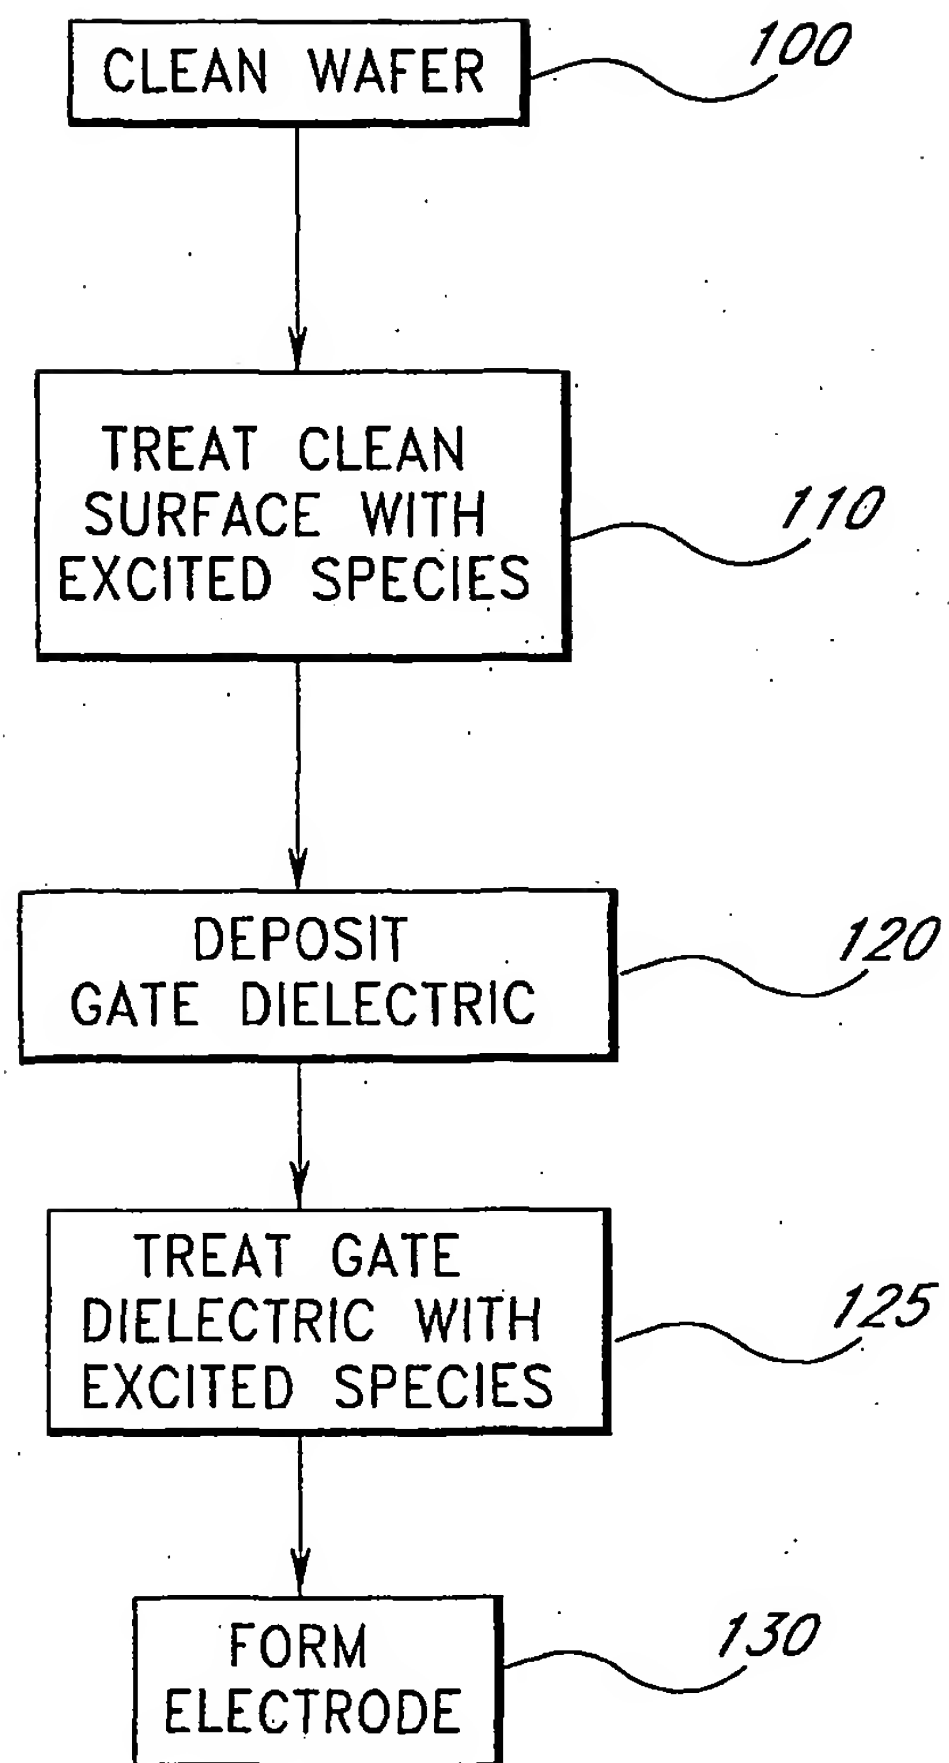 CLEAN WAFER
100
TREAT CLEAN
SURFACE WITH
EXCITED SPECIES
110
DEPOSIT
GATE DIELECTRIC
120
TREAT GATE
DIELECTRIC WITH
EXCITED SPECIES
125
FORM
ELECTRODE
130